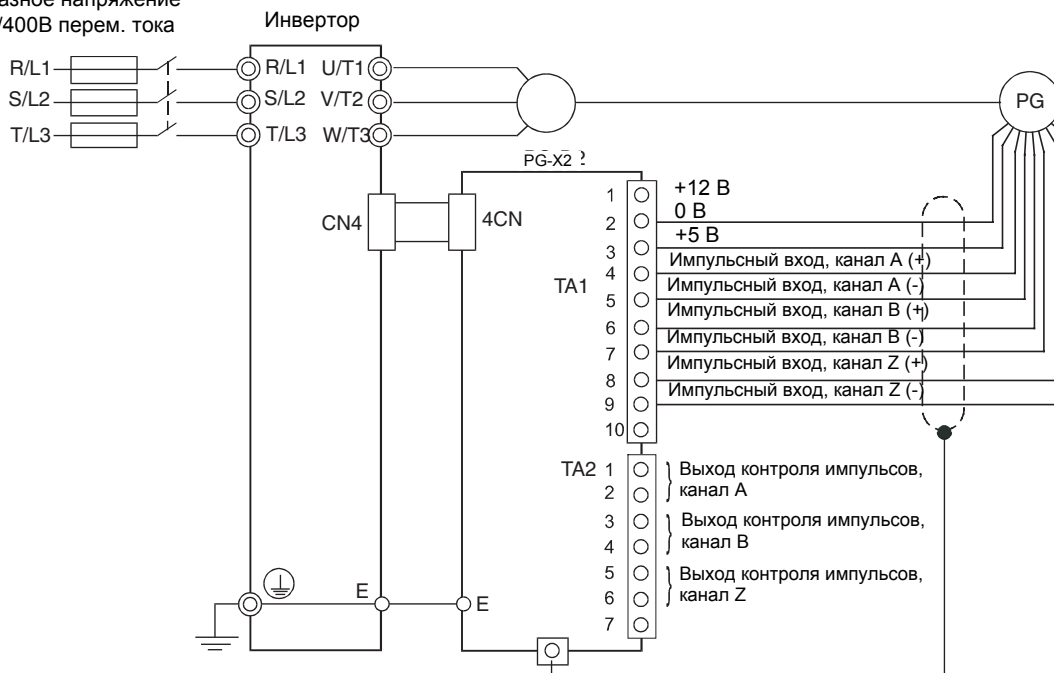 азное напряжение
/400В перем. тока
Инвертор
R/L1 R/L1 U/T1
S/L2 S/L2 V/T2
T/L3 T/L3 W/T3
PG
PG-X2
CN4 4CN
1 +12 В
2 0 В
3 +5 В
4 Импульсный вход, канал A (+)
TA1
5 Импульсный вход, канал A (-)
6 Импульсный вход, канал B (+)
7 Импульсный вход, канал B (-)
8 Импульсный вход, канал Z (+)
9 Импульсный вход, канал Z (-)
10
TA2 1 Выход контроля импульсов,
2 канал A
3 Выход контроля импульсов,
4 канал B
5 Выход контроля импульсов,
6 канал Z
7
E E